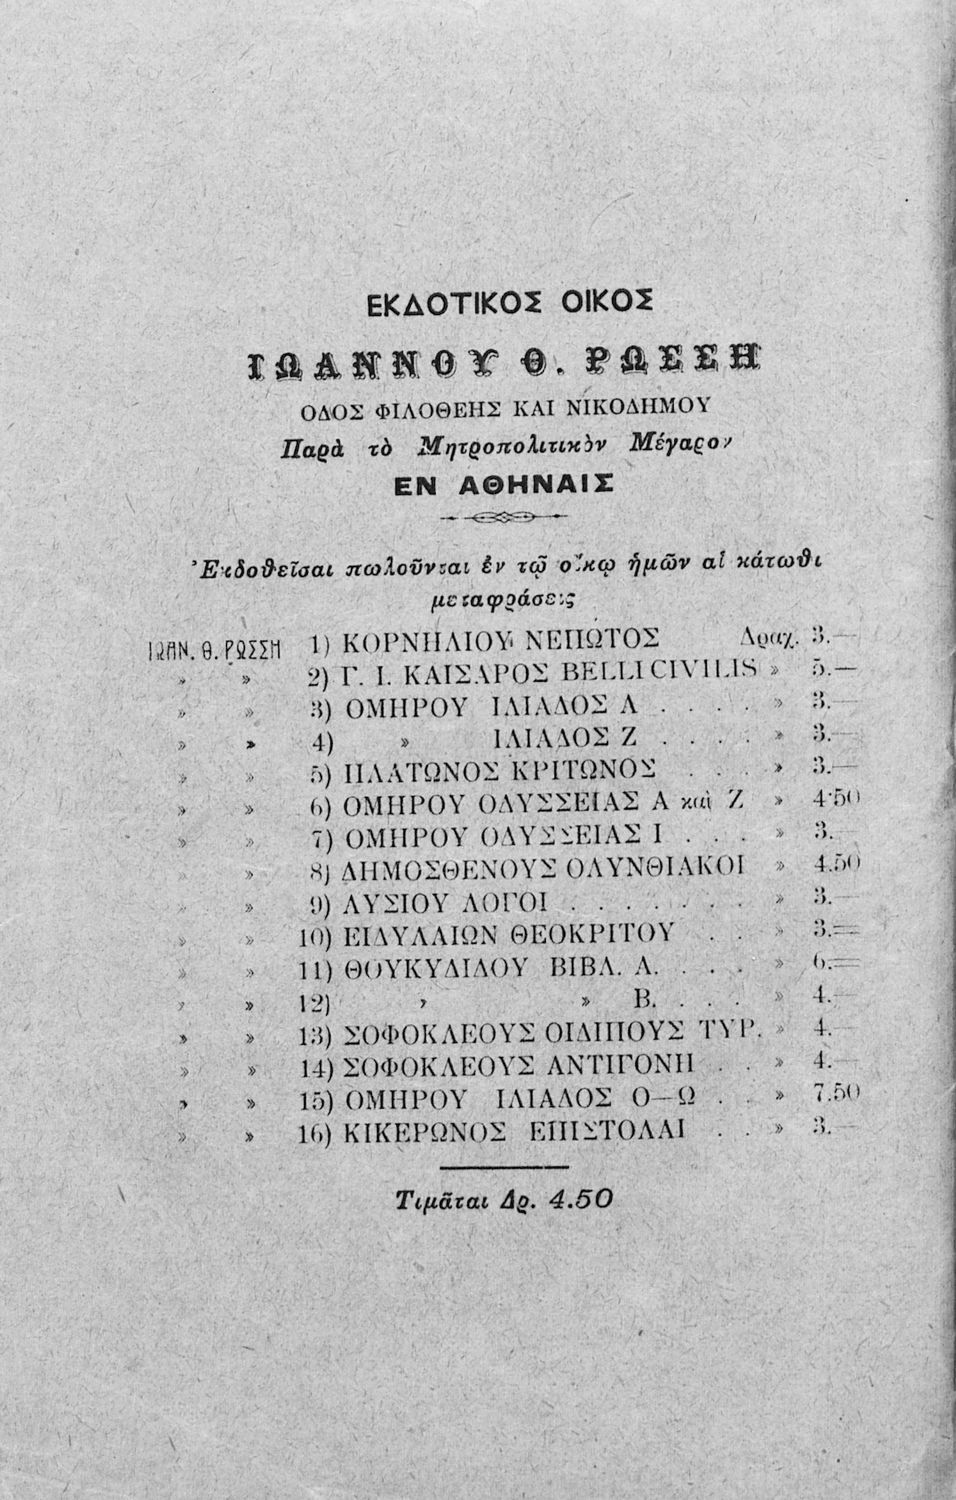 ΕΚΔΟΤΙΚΟΣ ΟΙΚΟΣ
ΙΩΑΝΝΟΥ Θ. ΡΩΣΣΗ
ΟΔΟΣ ΦΙΛΟΘΕΗΣ ΚΑΙ ΝΙΚΟΔΗΜΟΥ
Παρὰ τὸ Μητροπολιτικὸν Μέγαρον
ΕΝ ΑΘΗΝΑΙΣ
Ἐκδοθεῖσαι πωλοῦνται ἐν τῷ οἴκῳ ἡμῶν αἱ κάτωθι
μεταφράσεις
ΙΩΑΝ. Θ. ΡΩΣΣΗ 1) ΚΟΡΝΗΛΙΟΥ ΝΕΠΩΤΟΣ Δραχ. 3.—
» » 2) Γ. Ι. ΚΑΙΣΑΡΟΣ BELLI CIVILIS » 5.—
» » 3) ΟΜΗΡΟΥ ΙΛΙΑΔΟΣ Α . . . . » 3.—
» » 4) » ΙΛΙΑΔΟΣ Ζ . . . . » 3.—
» » 5) ΠΛΑΤΩΝΟΣ ΚΡΙΤΩΝΟΣ . . . » 3.—
» » 6) ΟΜΗΡΟΥ ΟΔΥΣΣΕΙΑΣ Α καὶ Ζ » 4·50
» » 7) ΟΜΗΡΟΥ ΟΔΥΣΣΕΙΑΣ Ι . . . » 3.—
» » 8) ΔΗΜΟΣΘΕΝΟΥΣ ΟΛΥΝΘΙΑΚΟΙ » 4.50
» » 9) ΛΥΣΙΟΥ ΛΟΓΟΙ . . . . . . . » 3.—
» » 10) ΕΙΔΥΛΛΙΩΝ ΘΕΟΚΡΙΤΟΥ . . » 3.—
» » 11) ΘΟΥΚΥΔΙΔΟΥ ΒΙΒΛ. Α. . . . » 6.—
» » 12) » » Β. . . . » 4.—
» » 13) ΣΟΦΟΚΛΕΟΥΣ ΟΙΔΙΠΟΥΣ ΤΥΡ. » 4.—
» » 14) ΣΟΦΟΚΛΕΟΥΣ ΑΝΤΙΓΟΝΗ . . » 4.—
» » 15) ΟΜΗΡΟΥ ΙΛΙΑΔΟΣ Ο—Ω . . » 7.50
» » 16) ΚΙΚΕΡΩΝΟΣ ΕΠΙΣΤΟΛΑΙ . . » 3.—
Τιμᾶται Δρ. 4.50